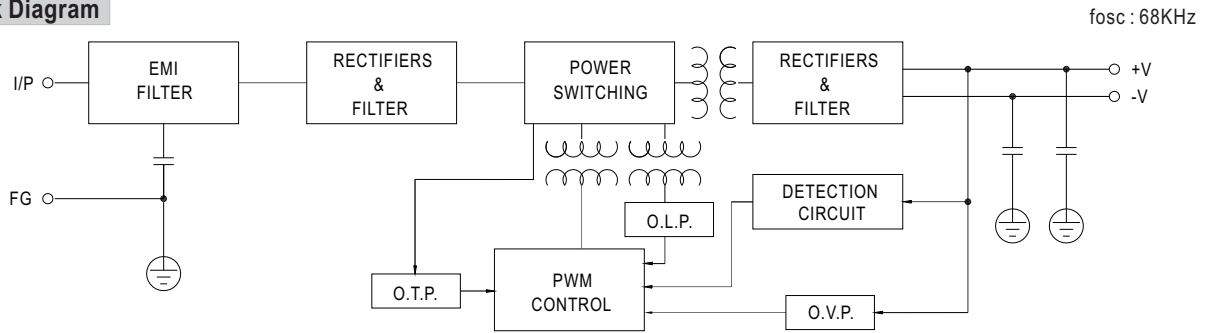 Diagram
fosc : 68KHz
I/P
EMI
FILTER
RECTIFIERS
&
FILTER
POWER
SWITCHING
RECTIFIERS
&
FILTER
+V
-V
FG
DETECTION
CIRCUIT
O.L.P.
O.T.P.
PWM
CONTROL
O.V.P.